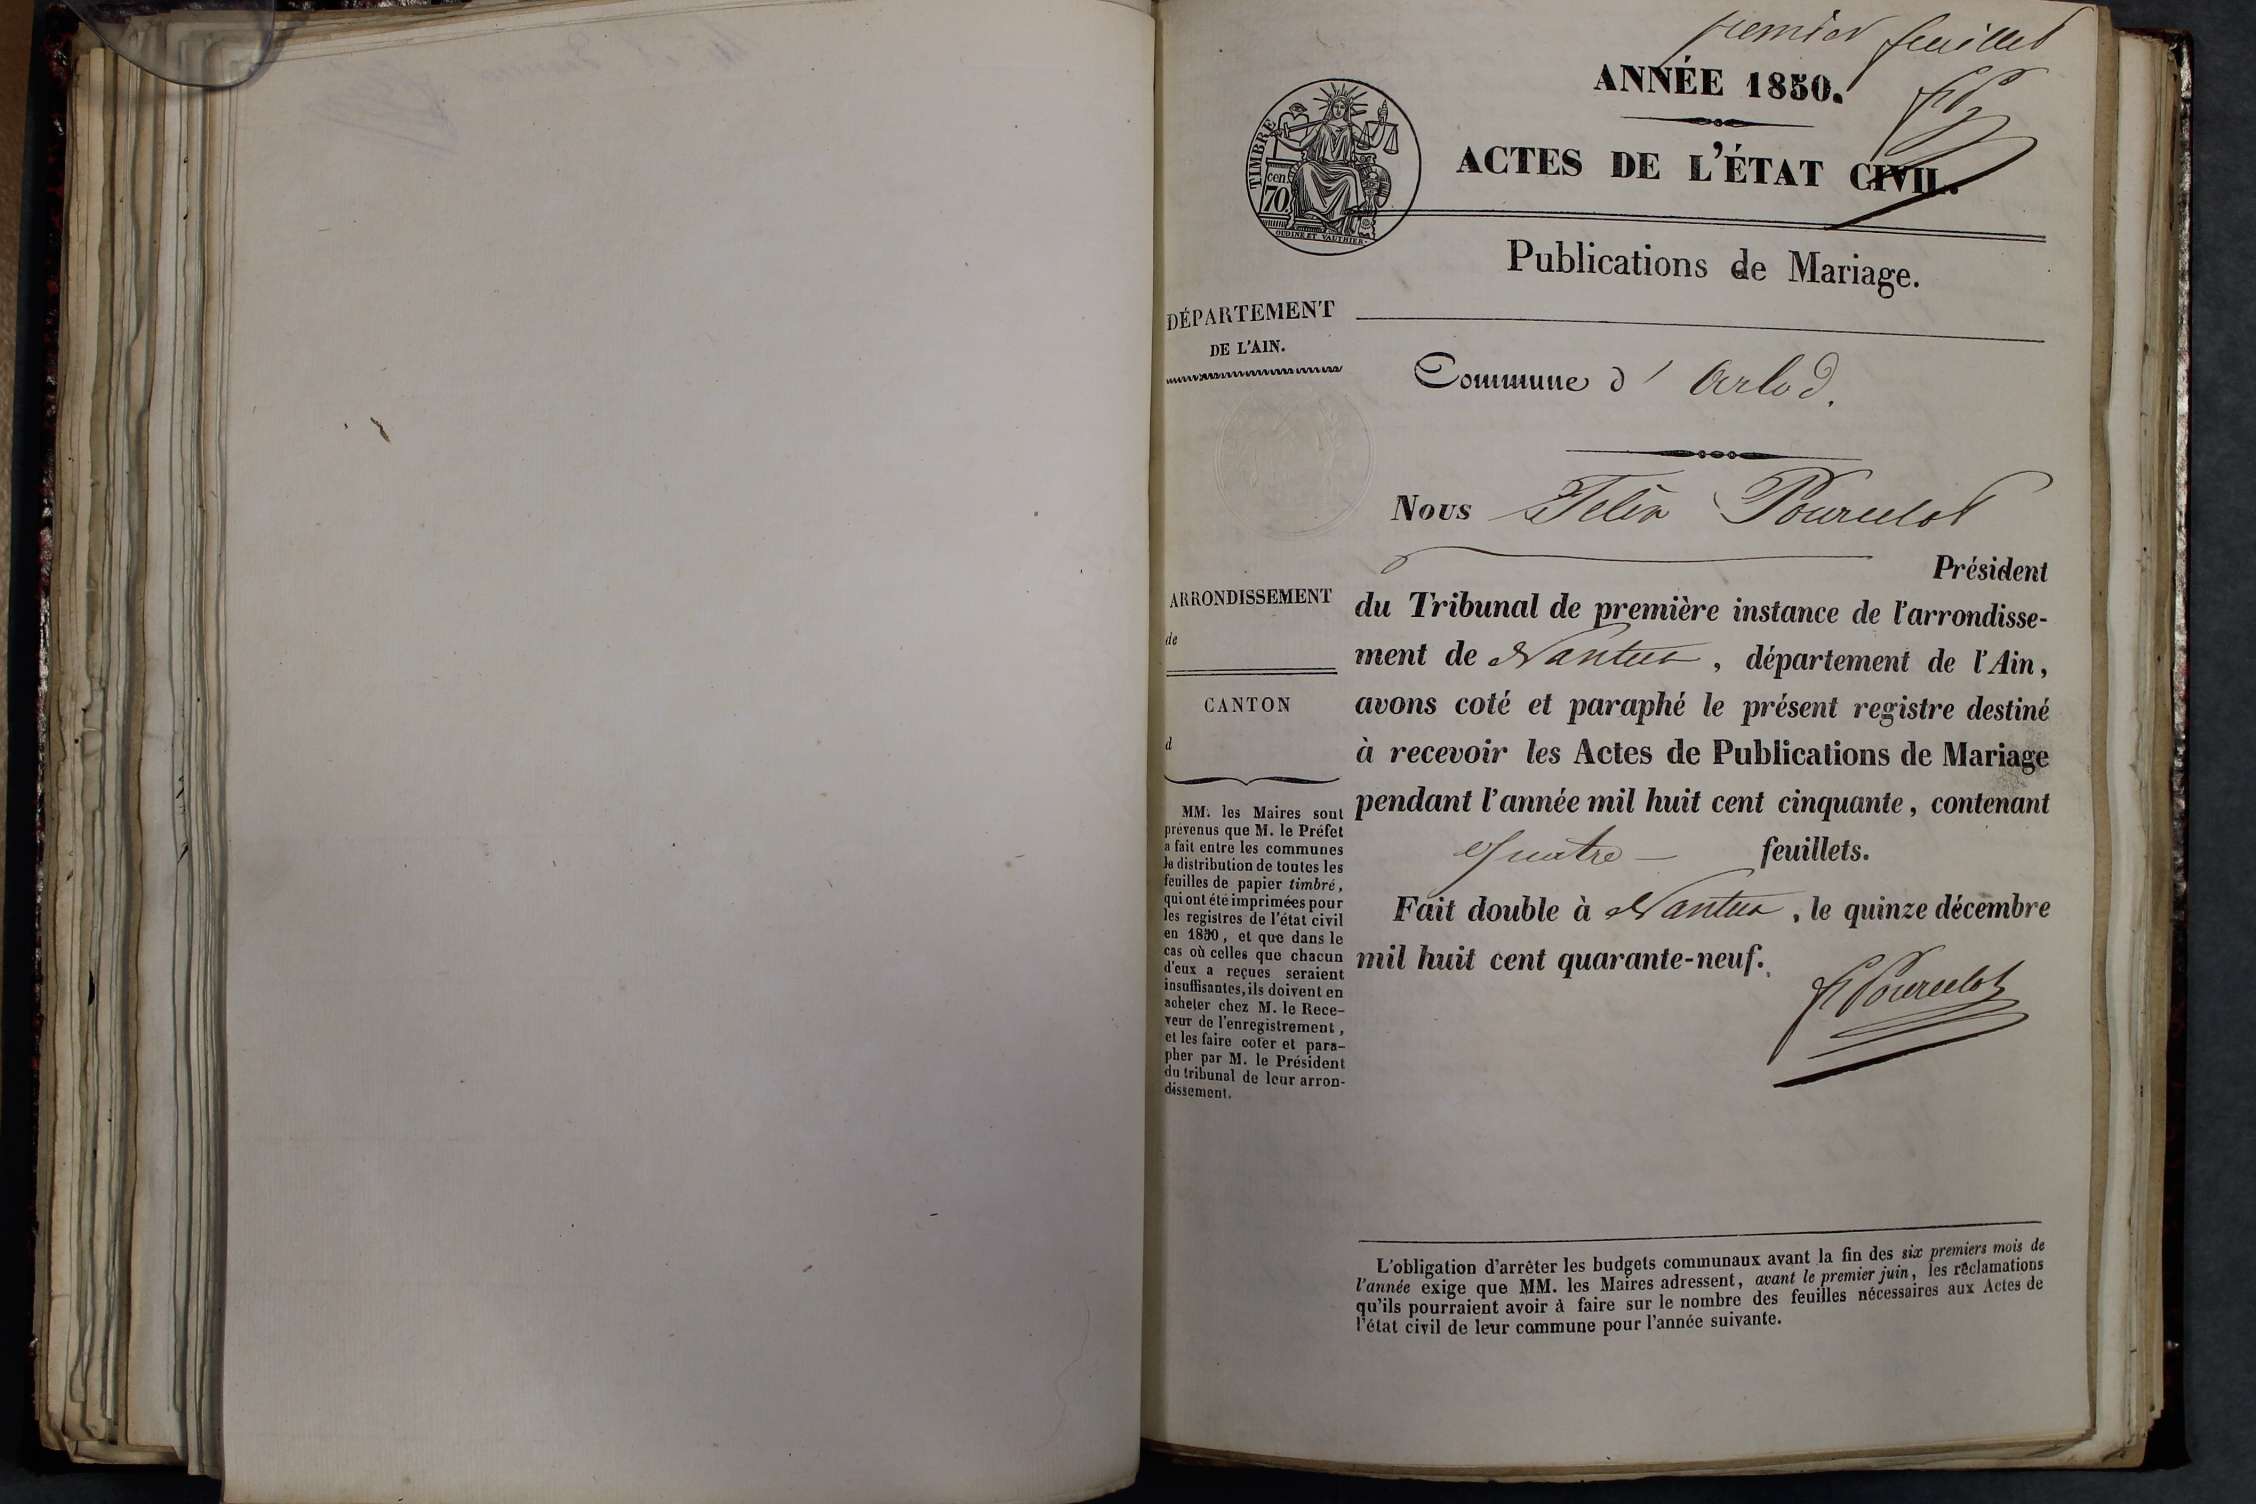 premier feuillet
ANNÉE 1850.
TIMBRE
cen
70
OUDINE ET VAUTHIER.
ACTES DE L'ÉTAT CIVIL.
Publications de Mariage.
DÉPARTEMENT
DE L'AIN.
Commune d' Arlod.
Nous Félix Pourcelot
Président
du Tribunal de première instance de l'arrondisse-
ment de Nantua, département de l'Ain,
avons coté et paraphé le présent registre destiné
à recevoir les Actes de Publications de Mariage
pendant l'année mil huit cent cinquante, contenant
quatre — feuillets.
Fait double à Nantua, le quinze décembre
mil huit cent quarante-neuf.
F Pourcelot
ARRONDISSEMENT
de
CANTON
d
MM. les Maires sont
prévenus que M. le Préfet
a fait entre les communes
la distribution de toutes les
feuilles de papier timbré,
qui ont été imprimées pour
les registres de l'état civil
en 1850, et que dans le
cas où celles que chacun
d'eux a reçues seraient
insuffisantes, ils doivent en
acheter chez M. le Rece-
veur de l'enregistrement,
et les faire coter et para-
pher par M. le Président
du tribunal de leur arron-
dissement.
L'obligation d'arrêter les budgets communaux avant la fin des six premiers mois de
l'année exige que MM. les Maires adressent, avant le premier juin, les réclamations
qu'ils pourraient avoir à faire sur le nombre des feuilles nécessaires aux Actes de
l'état civil de leur commune pour l'année suivante.